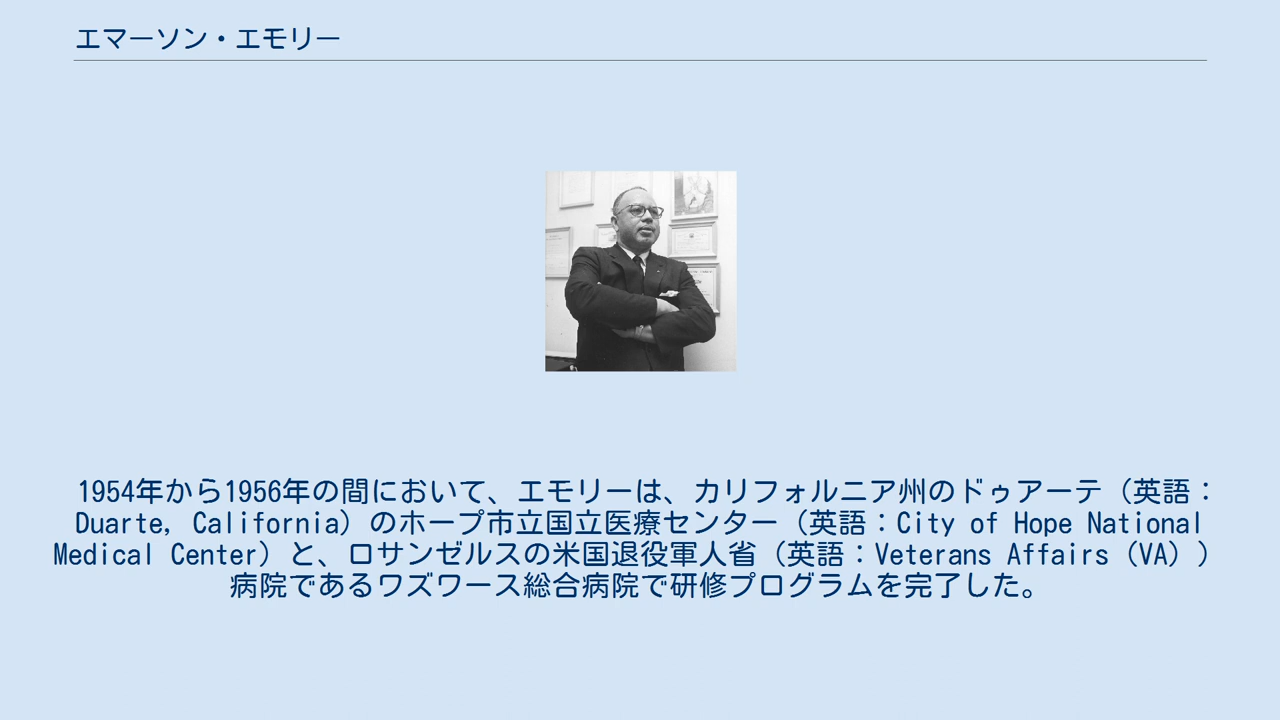 エマーソン・エモリー
1954年から1956年の間において、エモリーは、カリフォルニア州のドゥアーテ（英語：
Duarte, California）のホープ市立国立医療センター（英語：City of Hope National
Medical Center）と、ロサンゼルスの米国退役軍人省（英語：Veterans Affairs (VA) ）
病院であるワズワース総合病院で研修プログラムを完了した。